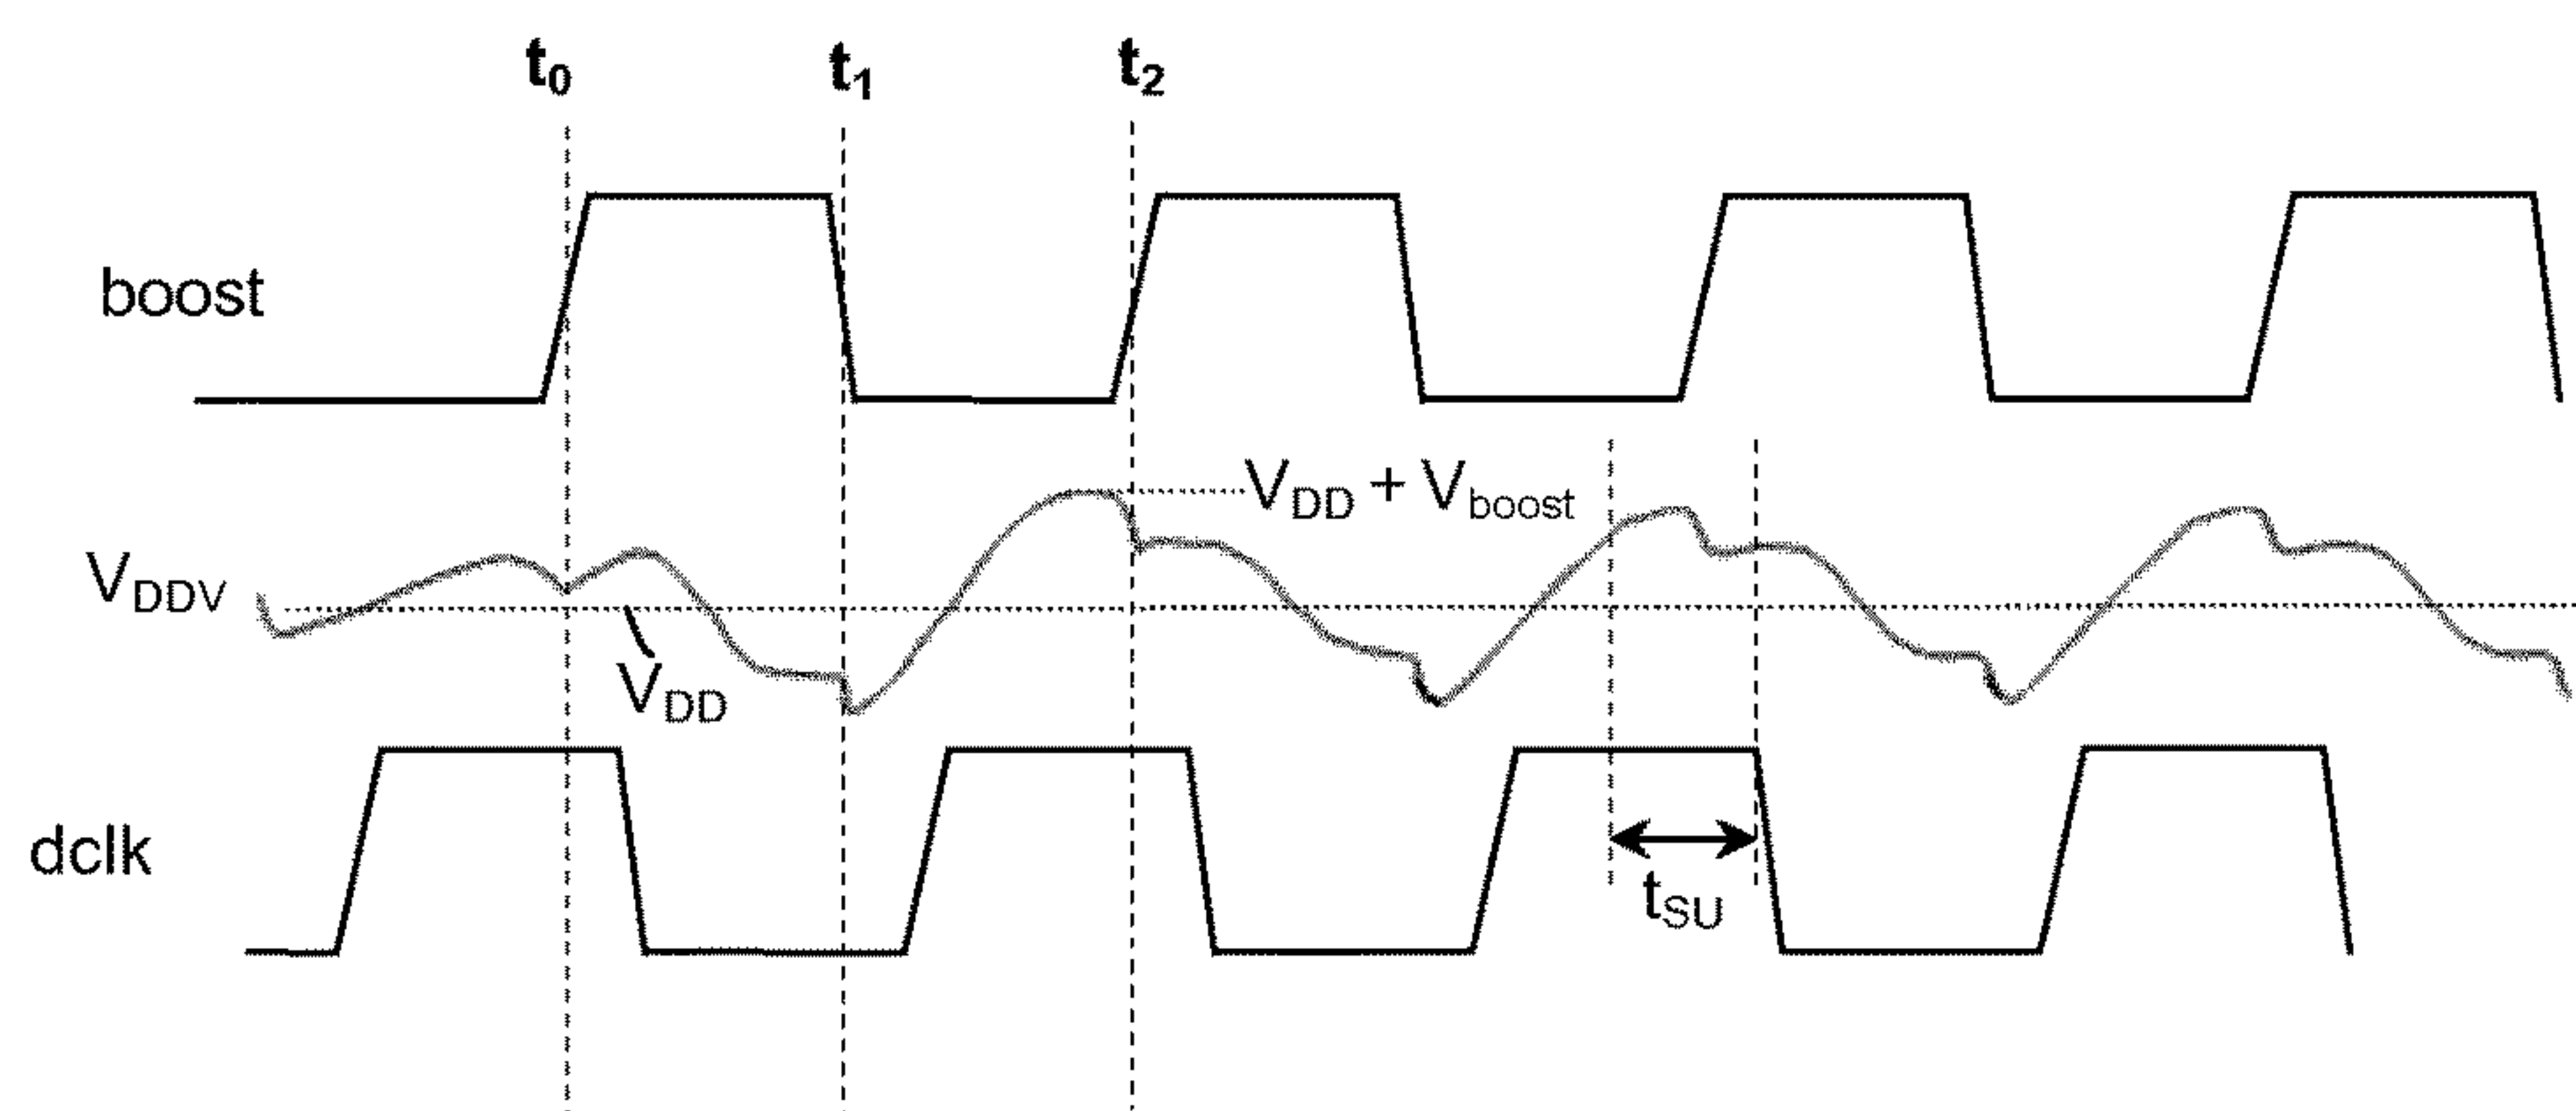 t0 t1 t2
boost
VDD + Vboost
VDDV
VDD
dclk
tSU